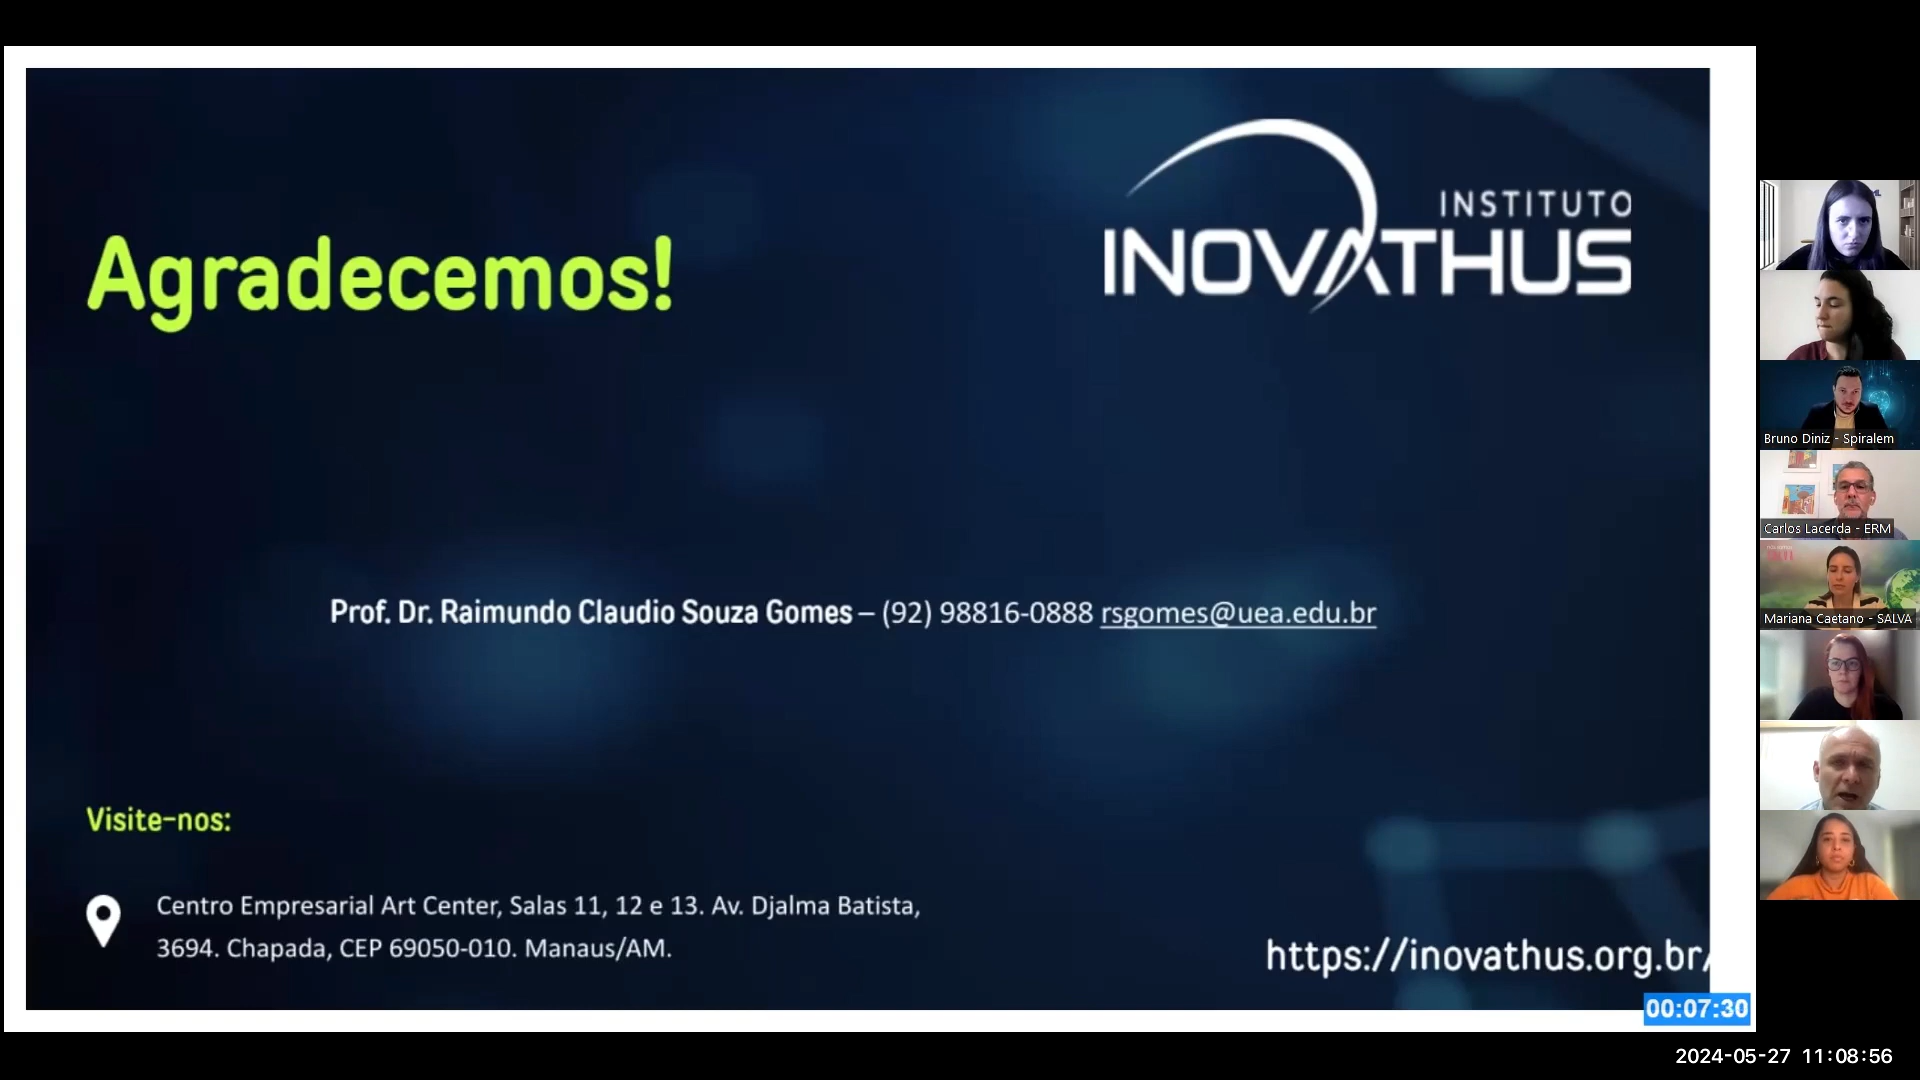 INSTITUTO
INOVATHUS
Agradecemos!
Prof. Dr. Raimundo Claudio Souza Gomes – (92) 98816-0888 rsgomes@uea.edu.br
Visite-nos:
Centro Empresarial Art Center, Salas 11, 12 e 13. Av. Djalma Batista,
3694. Chapada, CEP 69050-010. Manaus/AM.
https://inovathus.org.br/
00:07:30
Bruno Diniz - Spiralem
Carlos Lacerda - ERM
Mariana Caetano - SALVA
2024-05-27 11:08:56